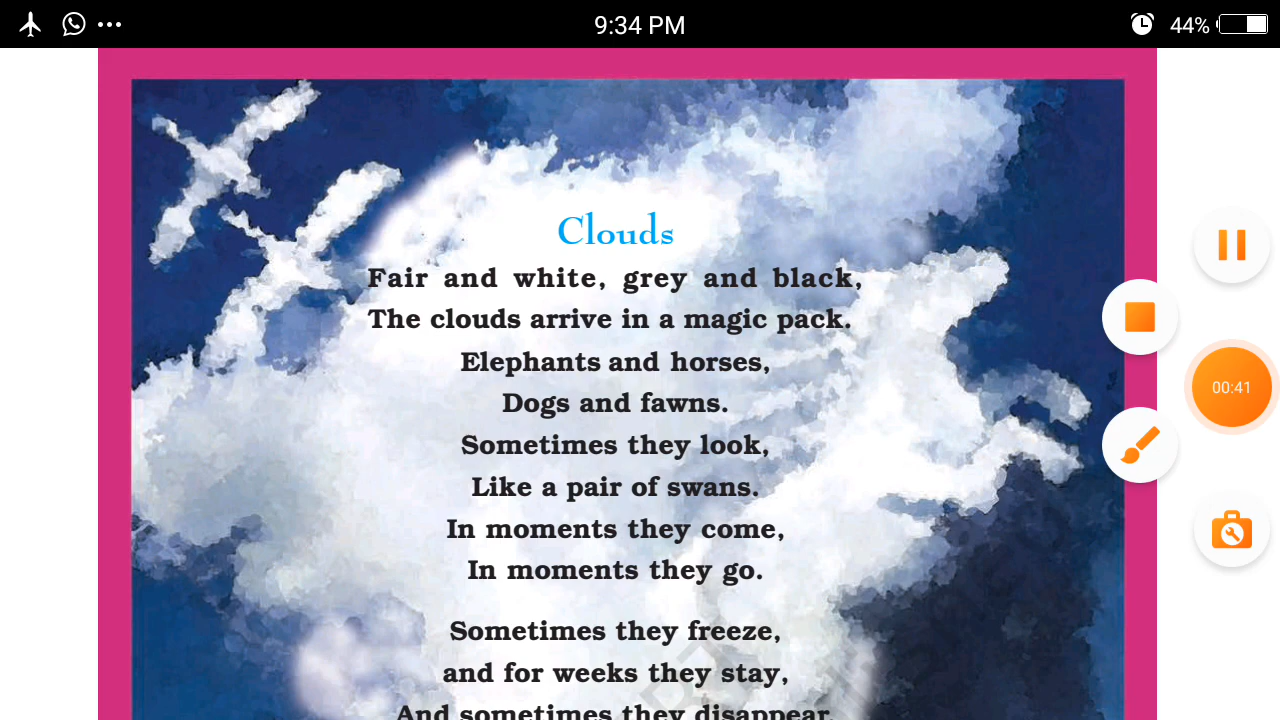 9:34 PM
44%
Clouds
Fair and white, grey and black,
The clouds arrive in a magic pack.
Elephants and horses,
Dogs and fawns.
Sometimes they look,
Like a pair of swans.
In moments they come,
In moments they go.
Sometimes they freeze,
and for weeks they stay,
And sometimes they disappear,
00:41